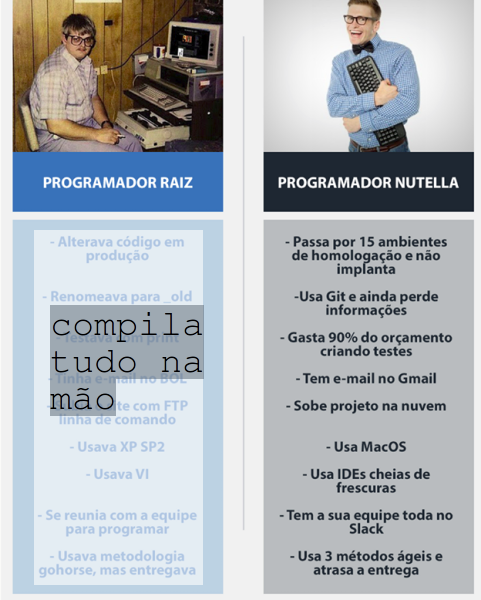 PROGRAMADOR RAIZ
- Alterava código em
produção
- Renomeava para _old
compila
tudo na
mão
- Tinha e-mail no BOL
te com FTP
linha de comando
- Usava XP SP2
- Usava VI
- Se reunia com a equipe
para programar
- Usava metodologia
gohorse, mas entregava
PROGRAMADOR NUTELLA
- Passa por 15 ambientes
de homologação e não
implanta
-Usa Git e ainda perde
informações
- Gasta 90% do orçamento
criando testes
- Tem e-mail no Gmail
- Sobe projeto na nuvem
- Usa MacOS
- Usa IDEs cheias de
frescuras
- Tem a sua equipe toda no
Slack
- Usa 3 métodos ágeis e
atrasa a entrega